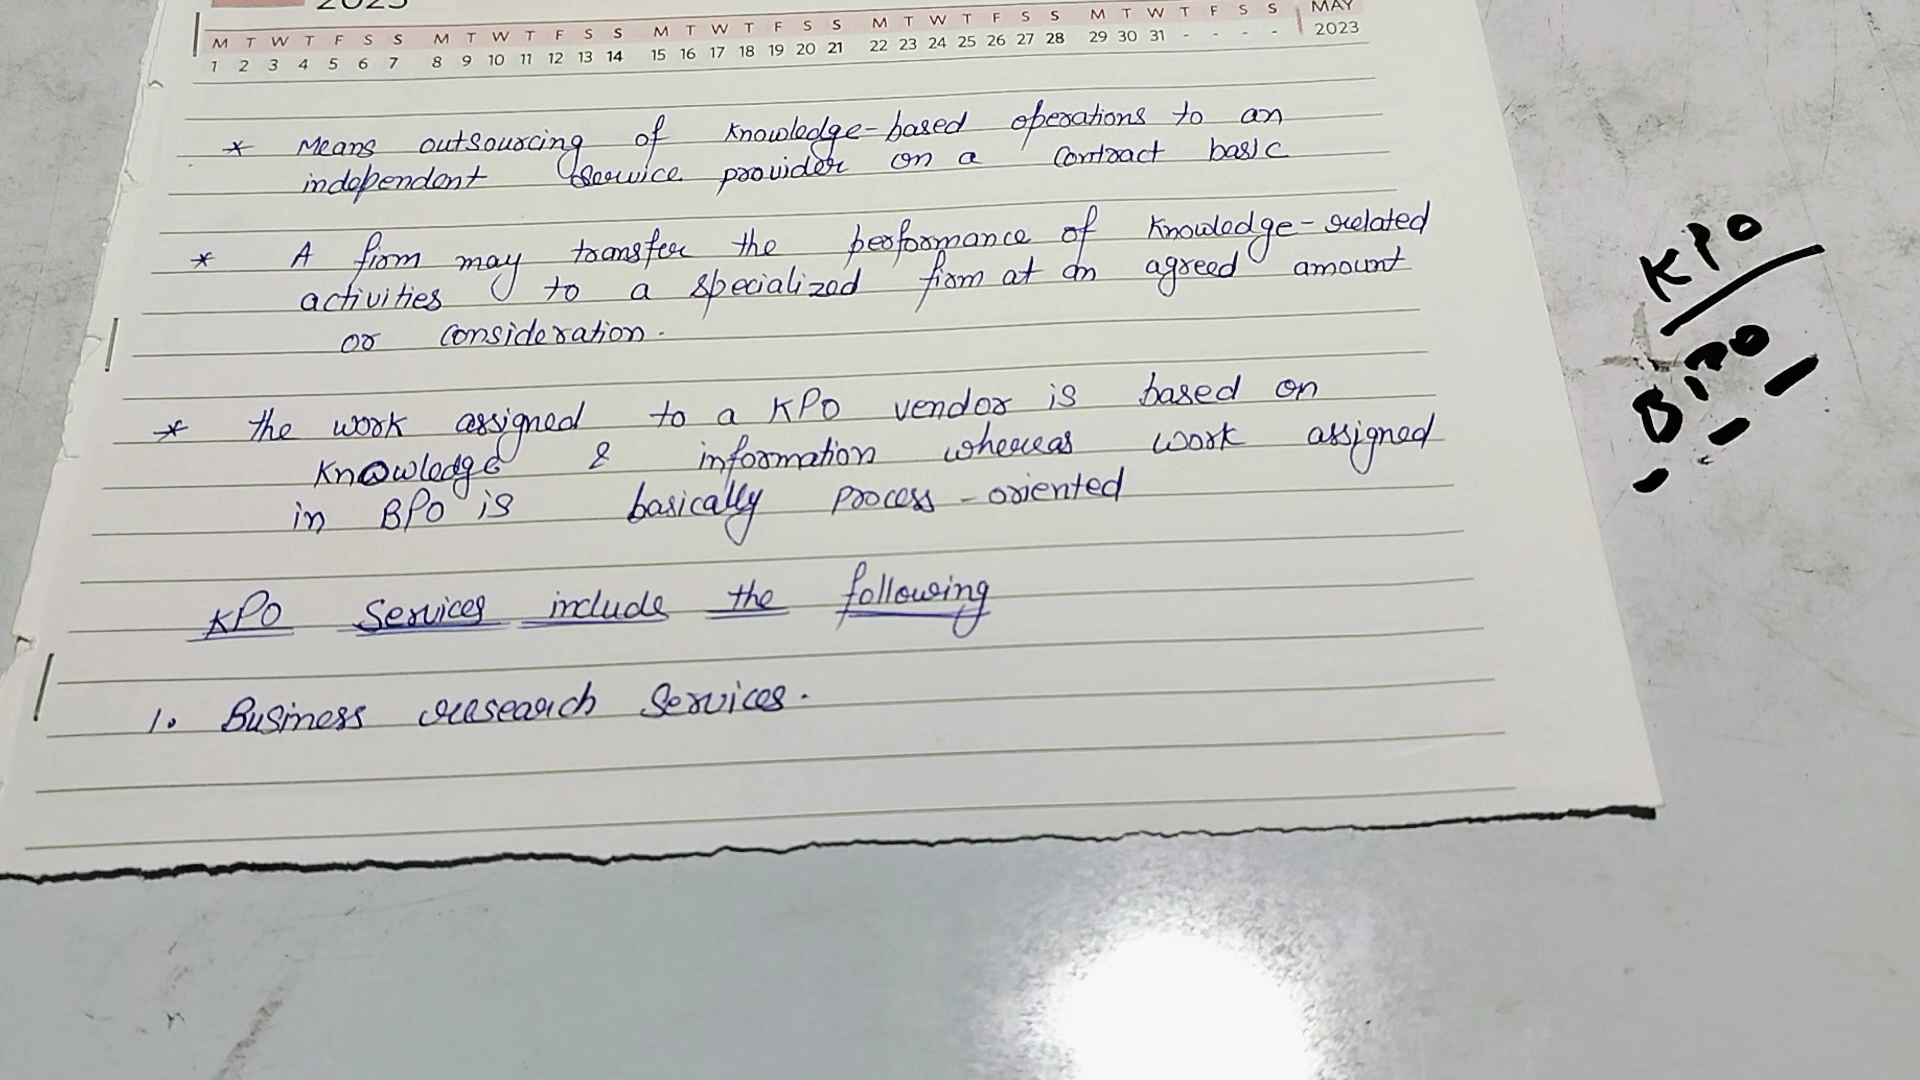 2023
M T W T F S S M T W T F S S M T W T F S S M T W T F S S M T W T F S S MAY
1 2 3 4 5 6 7 8 9 10 11 12 13 14 15 16 17 18 19 20 21 22 23 24 25 26 27 28 29 30 31 - - - - 2023
* Means outsourcing of knowledge-based operations to an
independent service provider on a contract basic
* A firm may transfer the performance of knowledge-related
activities to a specialized firm at an agreed amount
or consideration.
* the work assigned to a KPO vendor is based on
knowledge & information whereas work assigned
in BPO is basically process-oriented
KPO Services include the following
1. Business research Services.
KPO
BPO